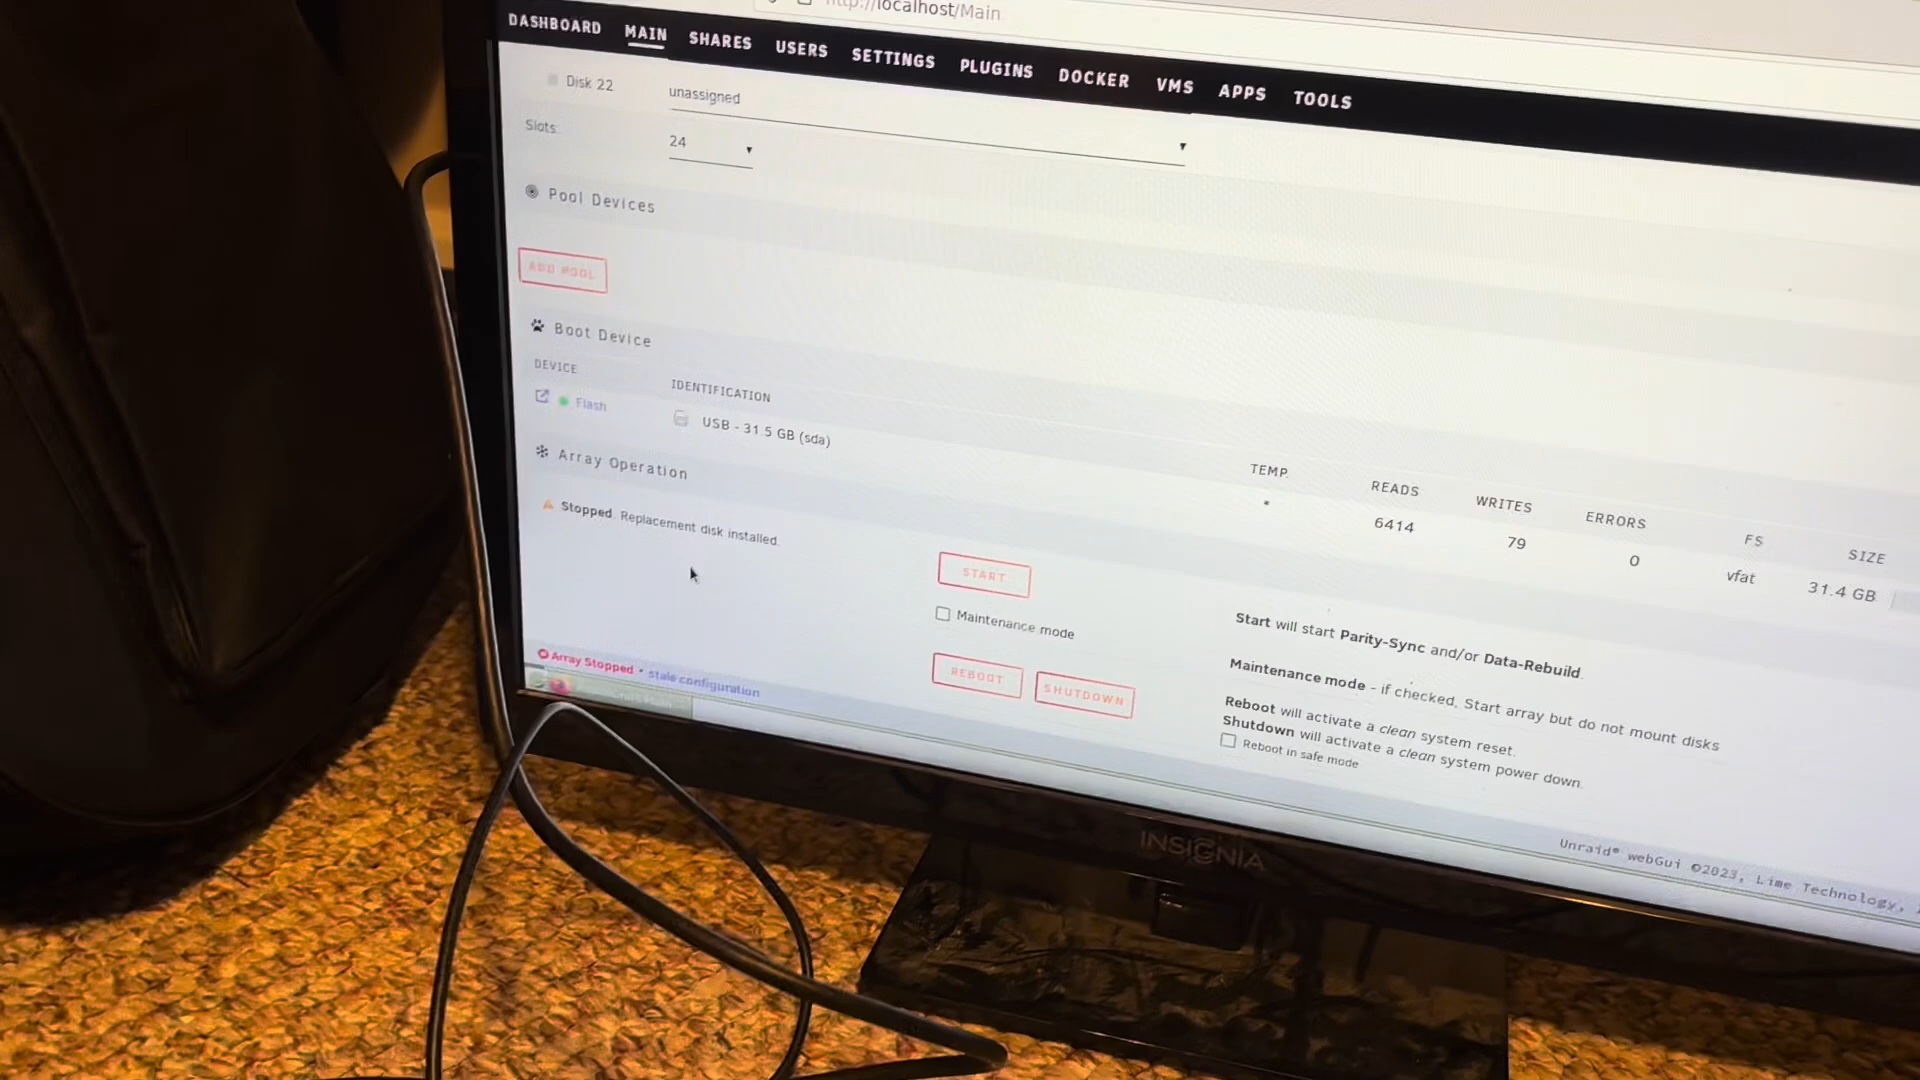 http://localhost/Main
DASHBOARD MAIN SHARES USERS SETTINGS PLUGINS DOCKER VMS APPS TOOLS
Disk 22 unassigned
Slots: 24
Pool Devices
ADD POOL
Boot Device
DEVICE IDENTIFICATION TEMP. READS WRITES ERRORS FS SIZE
Flash USB - 31.5 GB (sda) * 6414 79 0 vfat 31.4 GB
Array Operation
Stopped. Replacement disk installed.
START
Start will start Parity-Sync and/or Data-Rebuild.
Maintenance mode
Maintenance mode - if checked, Start array but do not mount disks
REBOOT SHUTDOWN
Reboot will activate a clean system reset.
Shutdown will activate a clean system power down.
Reboot in safe mode
Array Stopped • stale configuration
Unraid® webGui ©2023, Lime Technology,
INSIGNIA